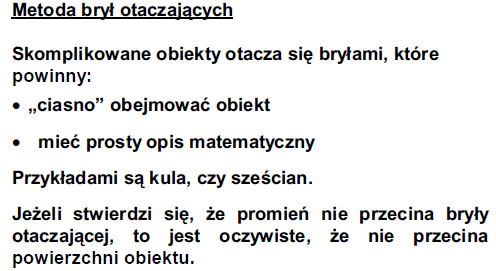 Metoda brył otaczających
Skomplikowane obiekty otacza się bryłami, które
powinny:
• „ciasno” obejmować obiekt
• mieć prosty opis matematyczny
Przykładami są kula, czy sześcian.
Jeżeli stwierdzi się, że promień nie przecina bryły
otaczającej, to jest oczywiste, że nie przecina
powierzchni obiektu.